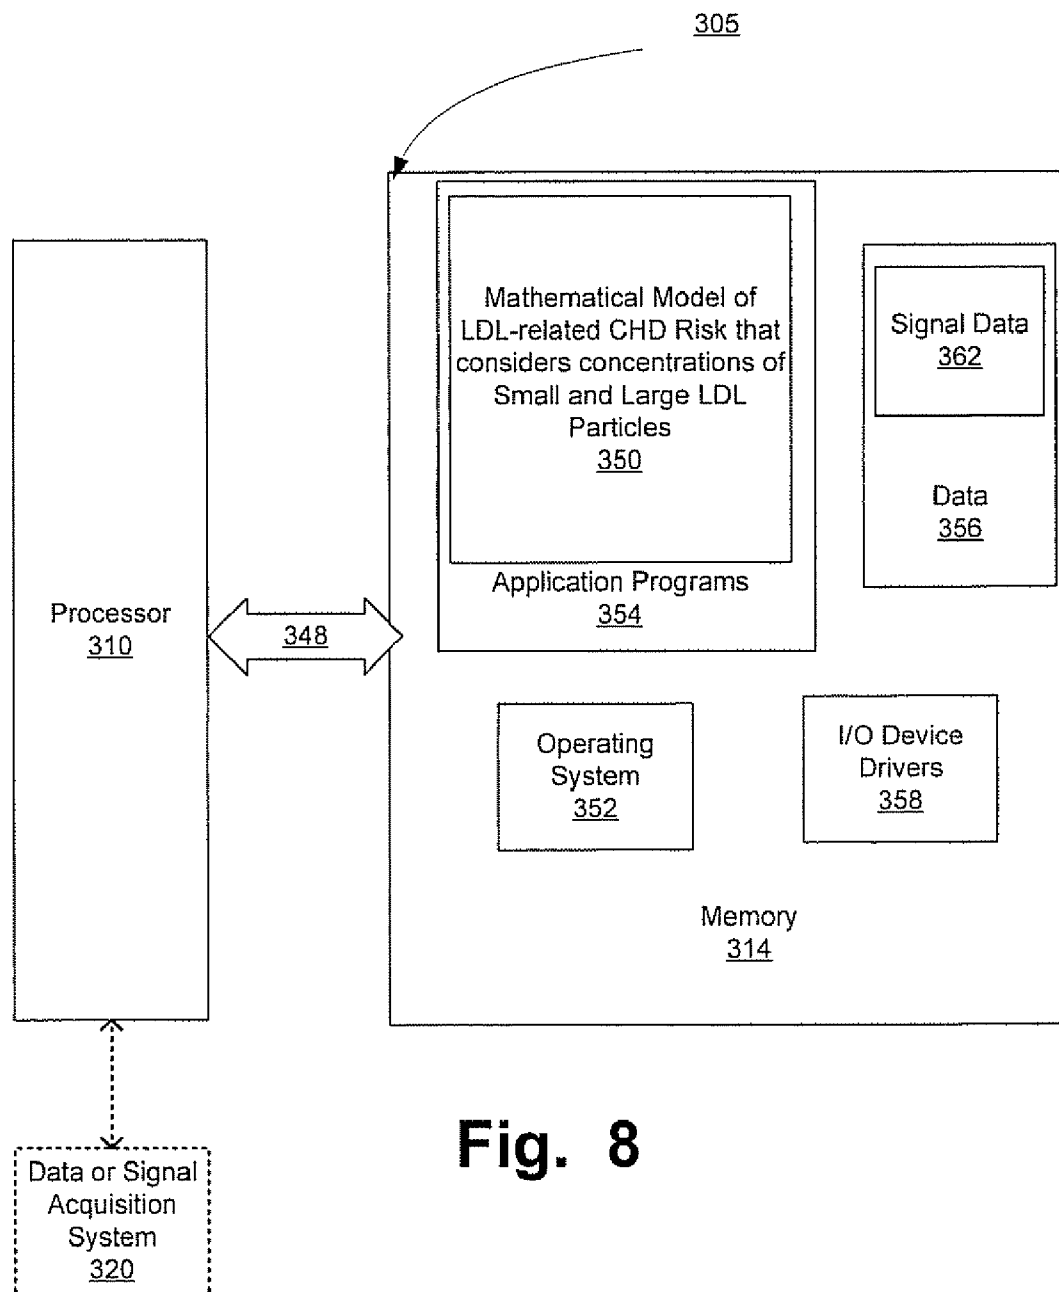 305
Mathematical Model of
LDL-related CHD Risk that
considers concentrations of
Small and Large LDL
Particles
350
Application Programs
354
Signal Data
362
Data
356
Processor
310
348
Operating
System
352
I/O Device
Drivers
358
Memory
314
Data or Signal
Acquisition
System
320
Fig. 8